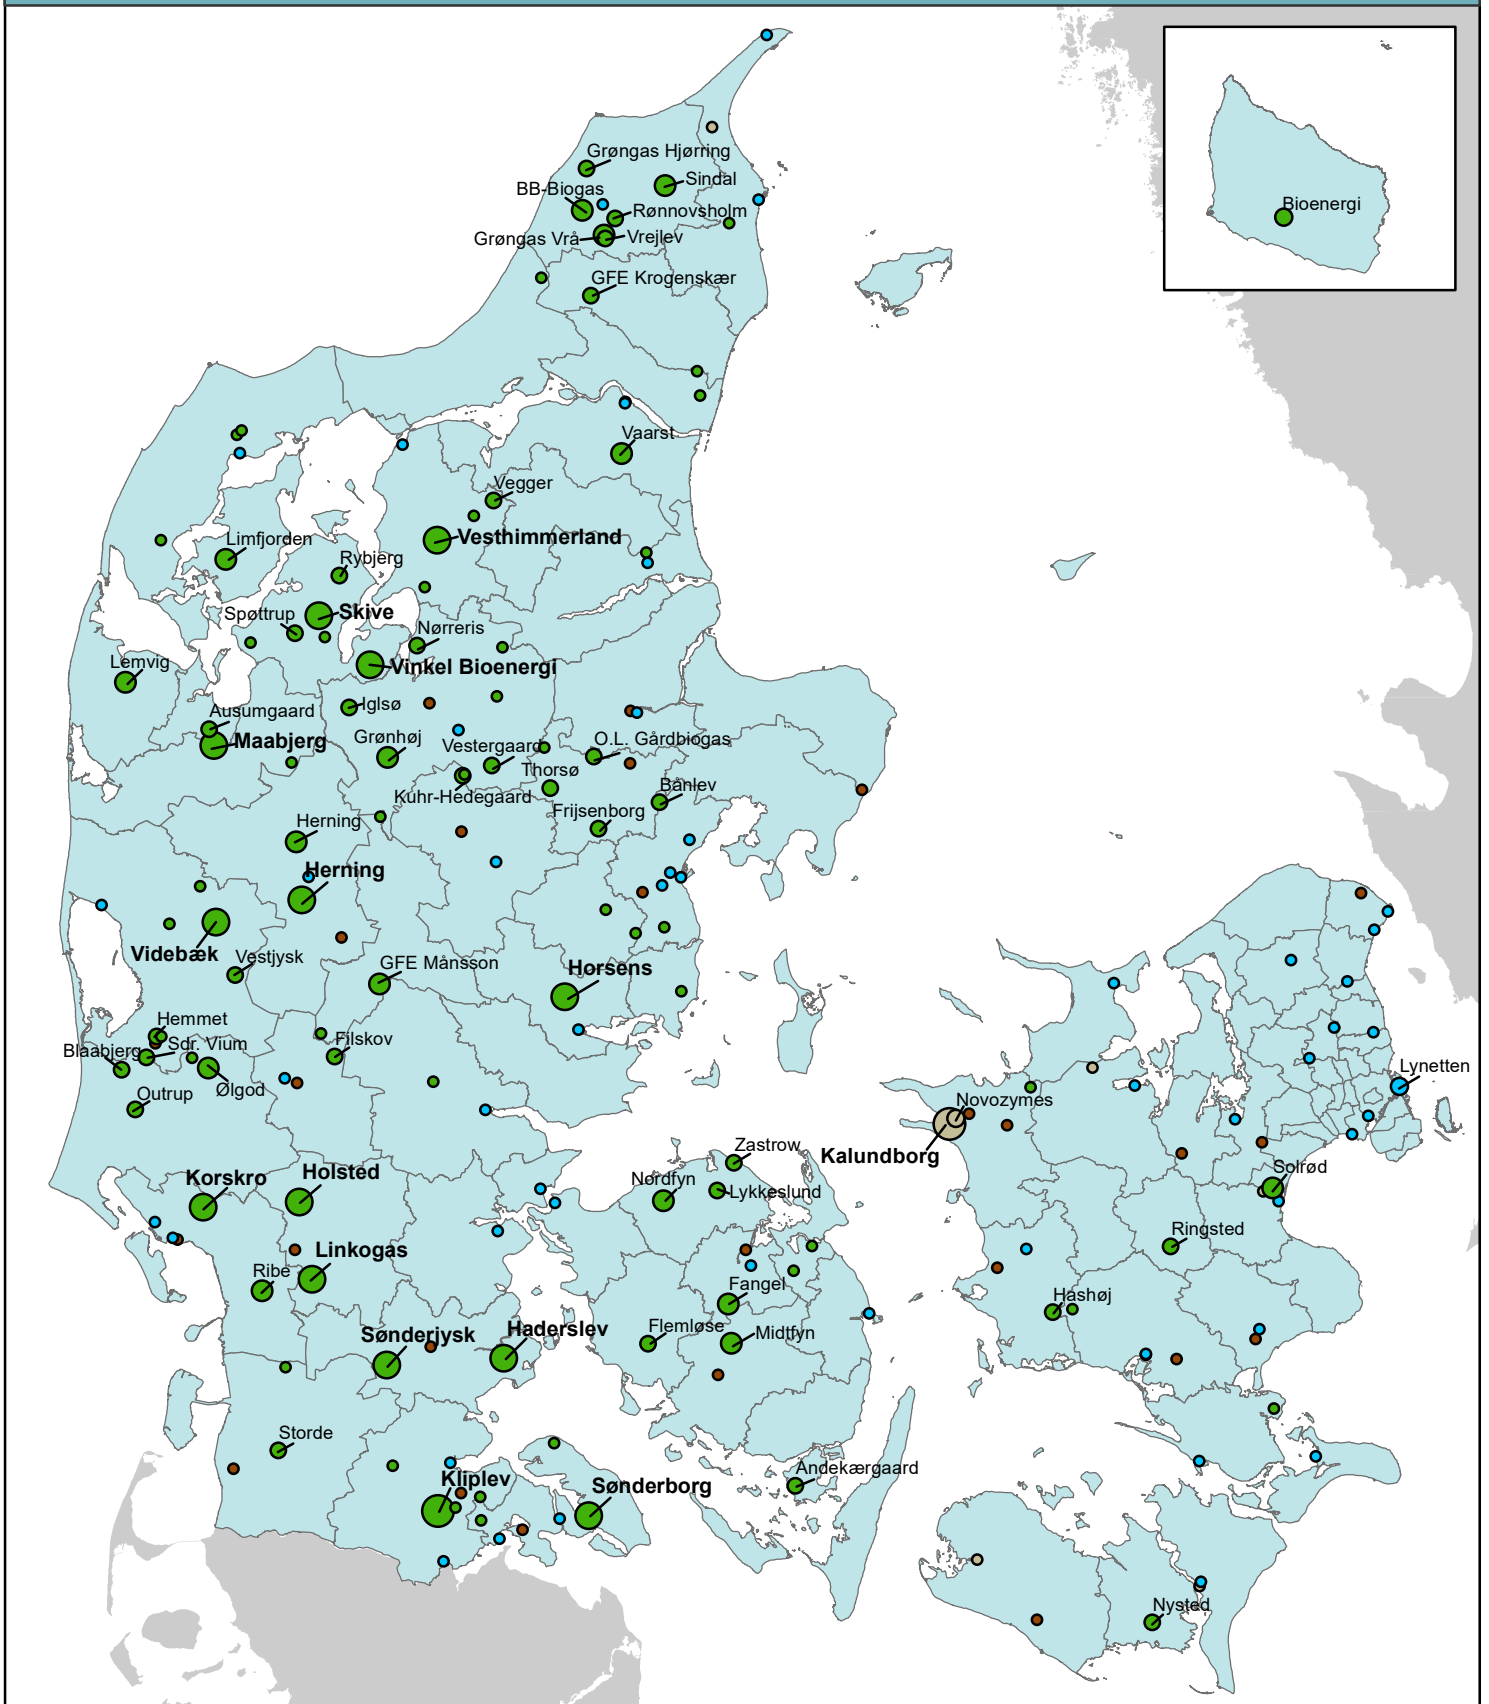 Grøngas Hjørring
Sindal
BB-Biogas
Rønnovsholm
Grøngas Vrå
Vrejlev
GFE Krogenskær
Bioenergi
Vaarst
Vegger
Vesthimmerland
Limfjorden
Rybjerg
Spøttrup
Skive
Nørreris
Vinkel Bioenergi
Lemvig
Iglsø
Ausumgaard
Maabjerg
Grønhøj
Vestergaard
O.L. Gårdbiogas
Thorsø
Kuhr-Hedegaard
Bånlev
Frijsenborg
Herning
Herning
Videbæk
Vestjysk
GFE Månsson
Horsens
Hemmet
Blaabjerg
Sdr. Vium
Filskov
Ølgod
Outrup
Lynetten
Novozymes
Kalundborg
Zastrow
Korskro
Holsted
Nordfyn
Lykkeslund
Solrød
Ringsted
Linkogas
Ribe
Fangel
Hashøj
Sønderjysk
Haderslev
Flemløse
Midtfyn
Storde
Kliplev
Sønderborg
Andekærgaard
Nysted